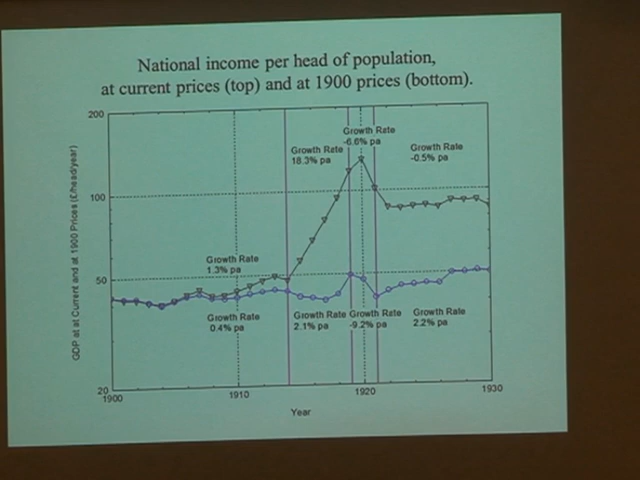 National income per head of population,
at current prices (top) and at 1900 prices (bottom).
200
100
50
20
GDP at at Current and at 1900 Prices (£/head/year)
Growth Rate
1.3% pa
Growth Rate
18.3% pa
Growth Rate
-6.6% pa
Growth Rate
-0.5% pa
Growth Rate
0.4% pa
Growth Rate
2.1% pa
Growth Rate
-9.2% pa
Growth Rate
2.2% pa
1900
1910
1920
1930
Year